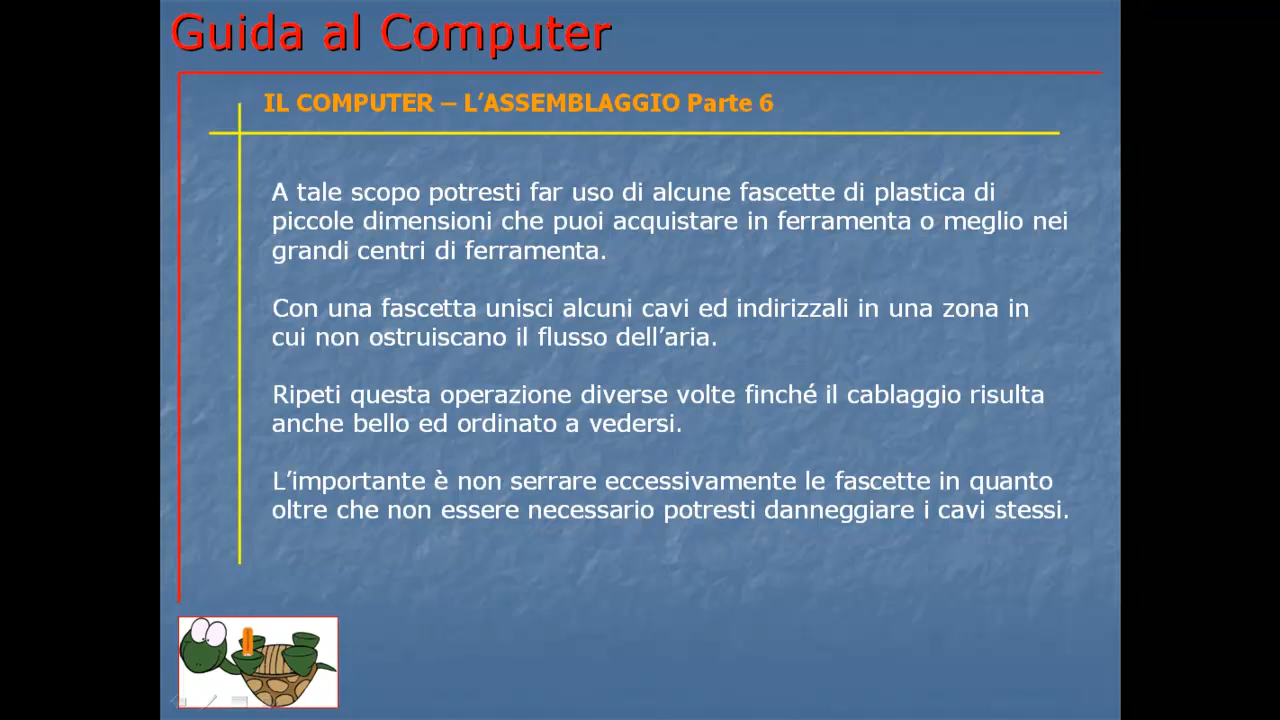 Guida al Computer
IL COMPUTER – L’ASSEMBLAGGIO Parte 6
A tale scopo potresti far uso di alcune fascette di plastica di
piccole dimensioni che puoi acquistare in ferramenta o meglio nei
grandi centri di ferramenta.
Con una fascetta unisci alcuni cavi ed indirizzali in una zona in
cui non ostruiscano il flusso dell’aria.
Ripeti questa operazione diverse volte finché il cablaggio risulta
anche bello ed ordinato a vedersi.
L’importante è non serrare eccessivamente le fascette in quanto
oltre che non essere necessario potresti danneggiare i cavi stessi.